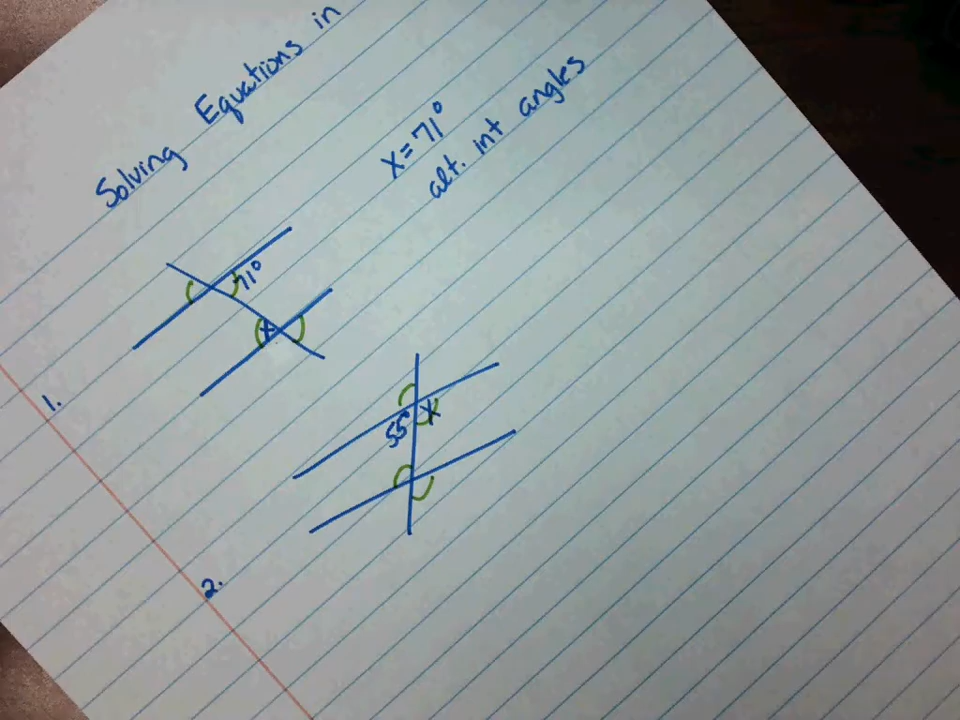 Solving Equations in
x = 71°
alt. int angles
71°
x
1.
55°
x
2.